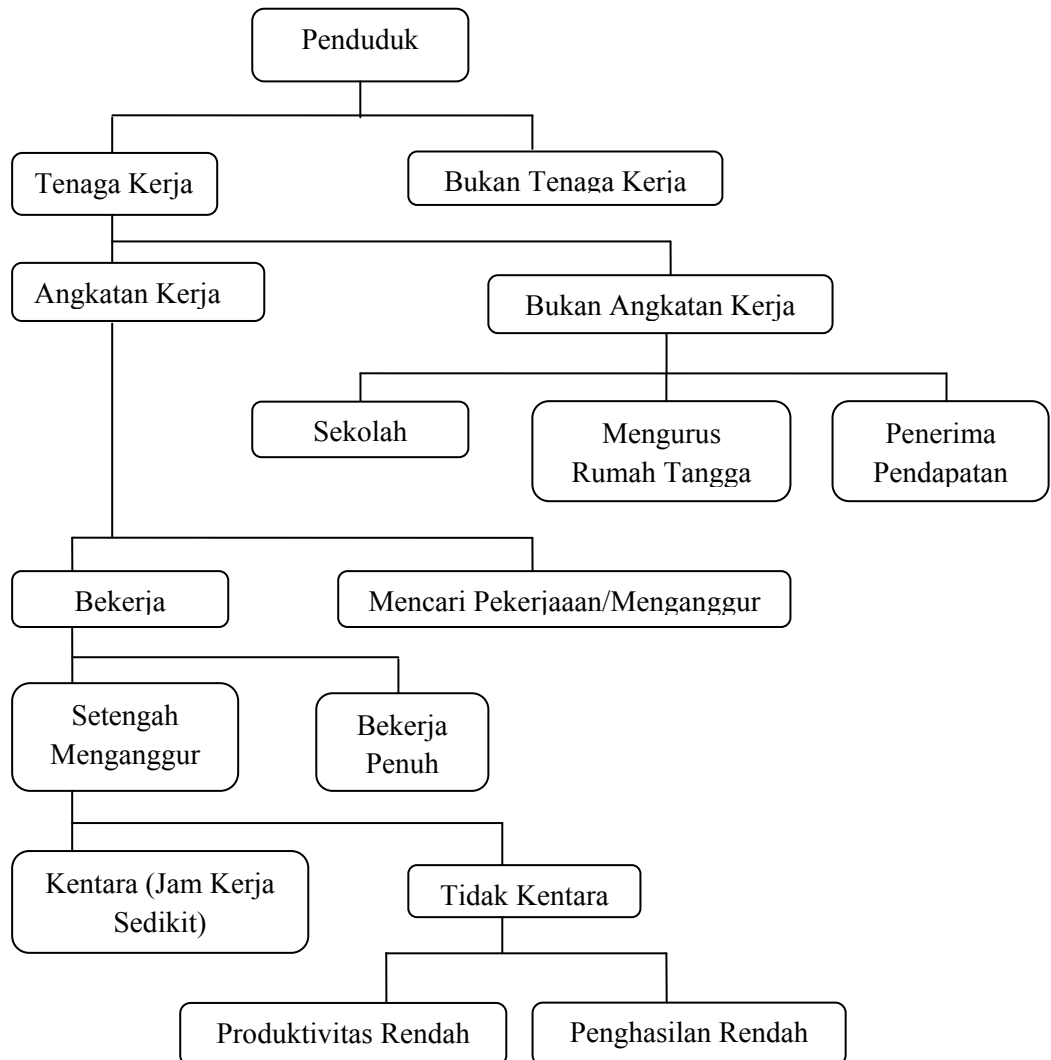 Penduduk
Tenaga Kerja
Bukan Tenaga Kerja
Angkatan Kerja
Bukan Angkatan Kerja
Sekolah
Mengurus
Rumah Tangga
Penerima
Pendapatan
Bekerja
Mencari Pekerjaaan/Menganggur
Setengah
Menganggur
Bekerja
Penuh
Kentara (Jam Kerja
Sedikit)
Tidak Kentara
Produktivitas Rendah
Penghasilan Rendah